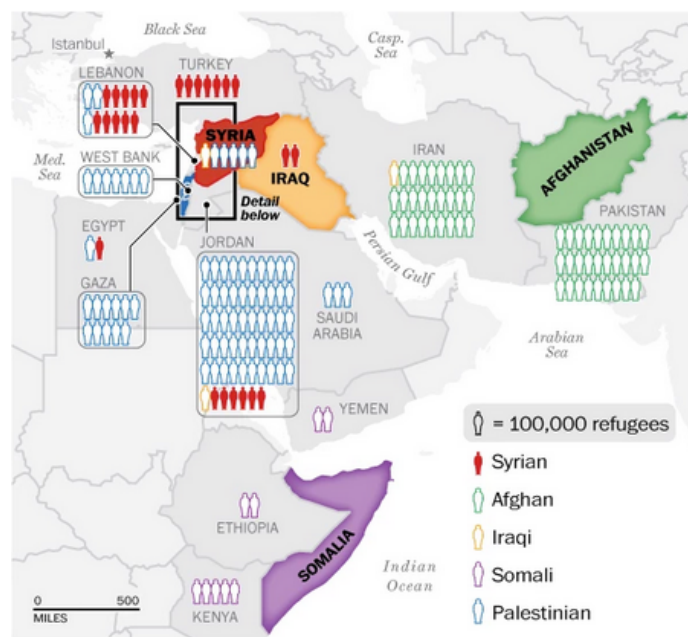 Black Sea
Istanbul
Casp.
Sea
LEBANON
TURKEY
SYRIA
WEST BANK
Med.
Sea
IRAQ
IRAN
AFGHANISTAN
Detail
below
EGYPT
PAKISTAN
JORDAN
Persian Gulf
GAZA
SAUDI
ARABIA
Arabian
Sea
YEMEN
= 100,000 refugees
Syrian
Afghan
ETHIOPIA
Iraqi
SOMALIA
Indian
Ocean
Somali
0 500
MILES
KENYA
Palestinian